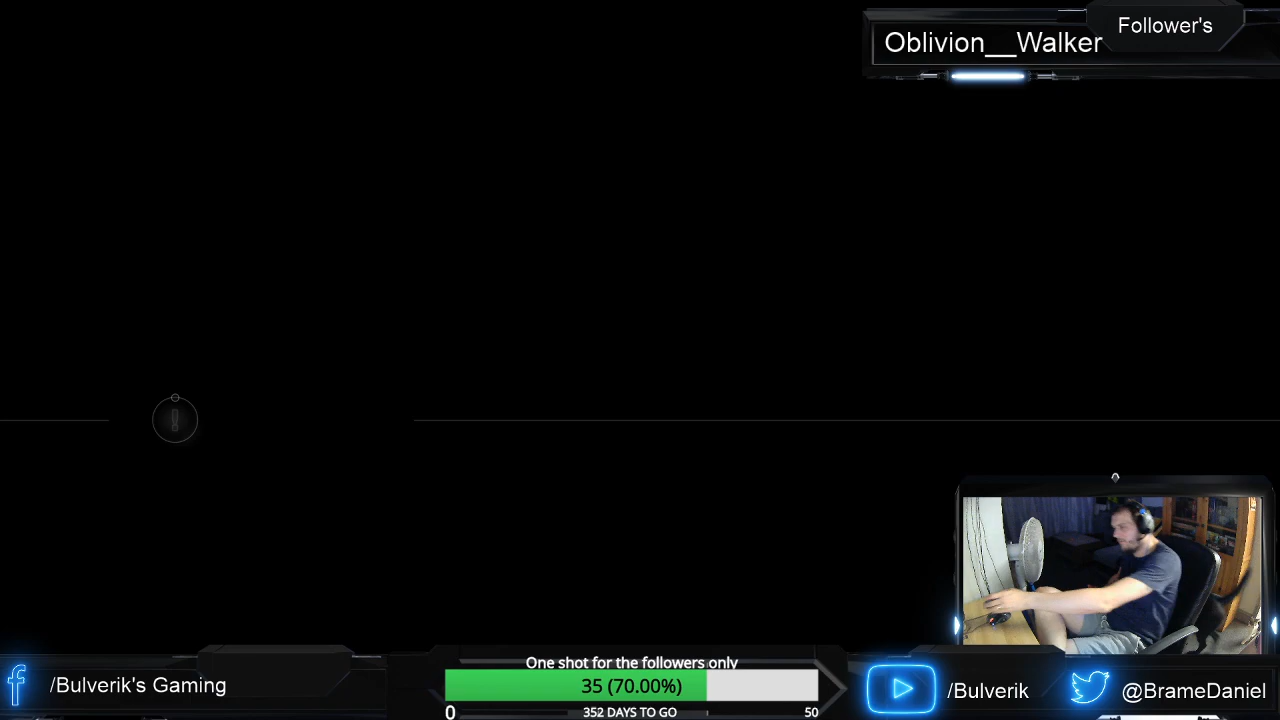 Follower's
Oblivion__Walker
One shot for the followers only
/Bulverik's Gaming
35 (70.00%)
/Bulverik
@BrameDaniel
0
352 DAYS TO GO
50